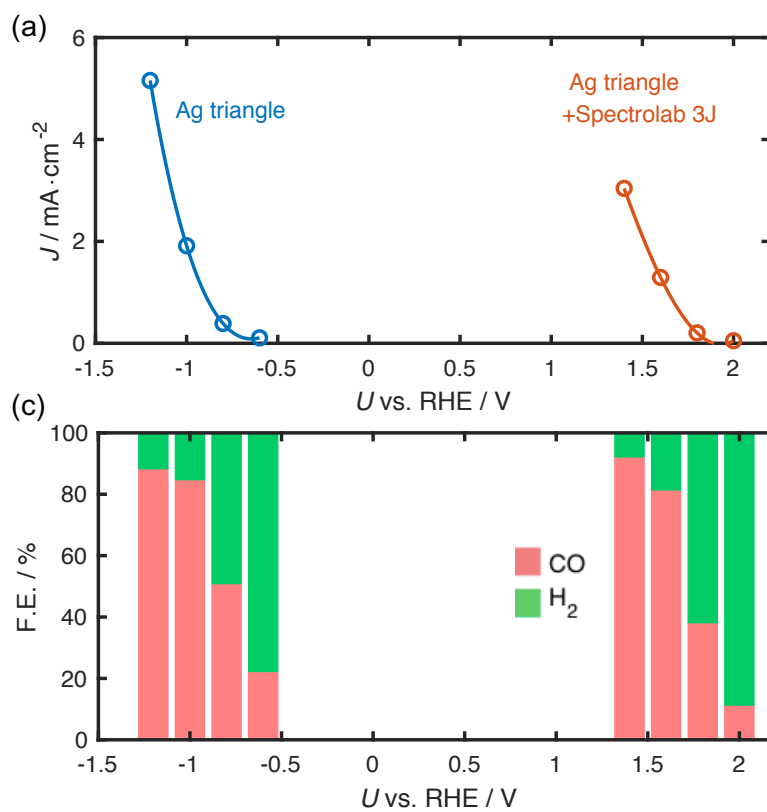 (a)
6
4
2
0
J / mA·cm⁻²
Ag triangle
Ag triangle
+Spectrolab 3J
-1.5 -1 -0.5 0 0.5 1 1.5 2
U vs. RHE / V
(c)
100
80
60
40
20
0
F.E. / %
CO
H₂
-1.5 -1 -0.5 0 0.5 1 1.5 2
U vs. RHE / V